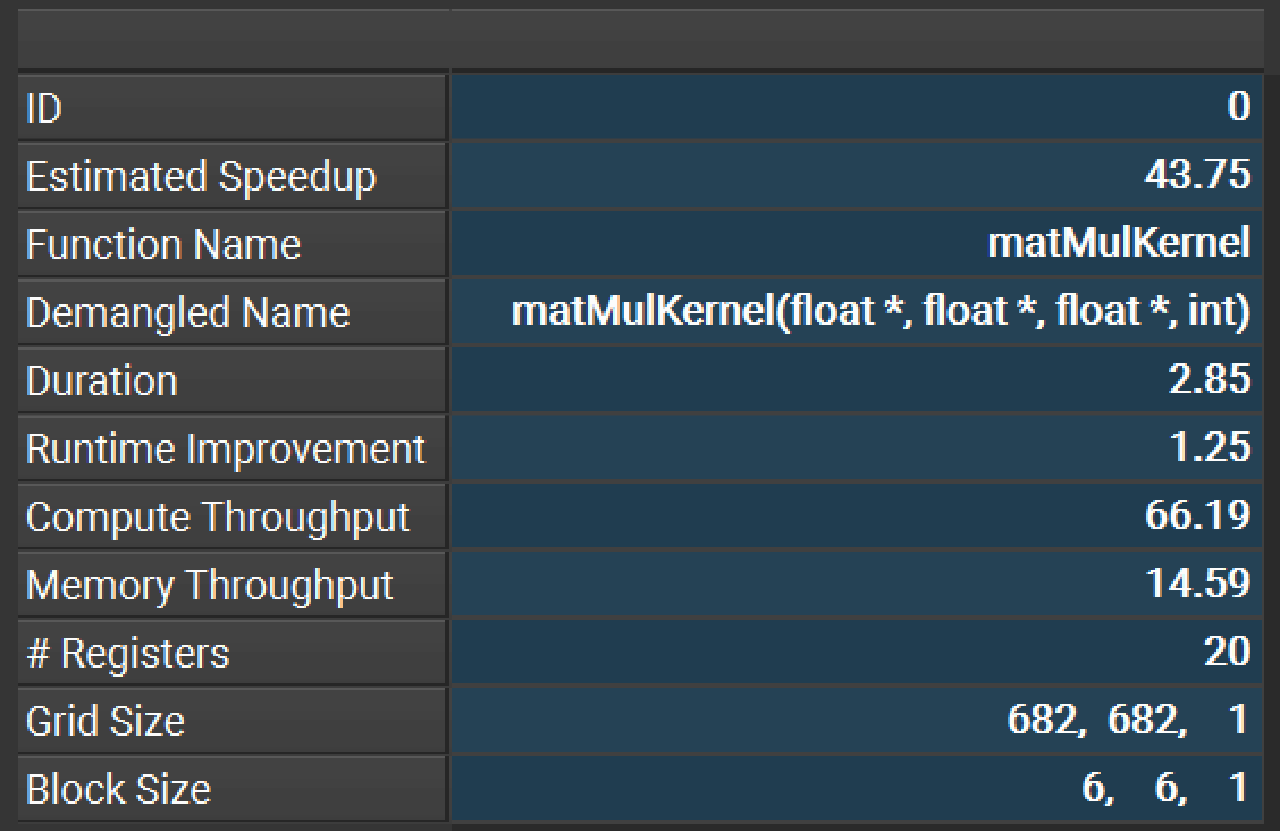 ID 0
Estimated Speedup 43.75
Function Name matMulKernel
Demangled Name matMulKernel(float *, float *, float *, int)
Duration 2.85
Runtime Improvement 1.25
Compute Throughput 66.19
Memory Throughput 14.59
# Registers 20
Grid Size 682, 682, 1
Block Size 6, 6, 1